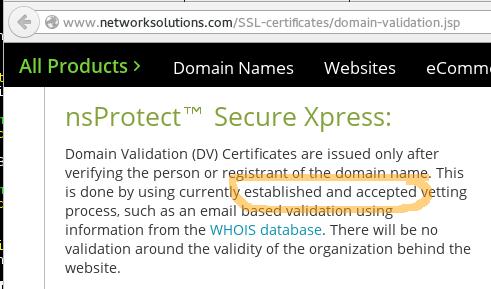 www.networksolutions.com/SSL-certificates/domain-validation.jsp
All Products › Domain Names Websites eComme
nsProtect™ Secure Xpress:
Domain Validation (DV) Certificates are issued only after
verifying the person or registrant of the domain name. This
is done by using currently established and accepted vetting
process, such as an email based validation using
information from the WHOIS database. There will be no
validation around the validity of the organization behind the
website.